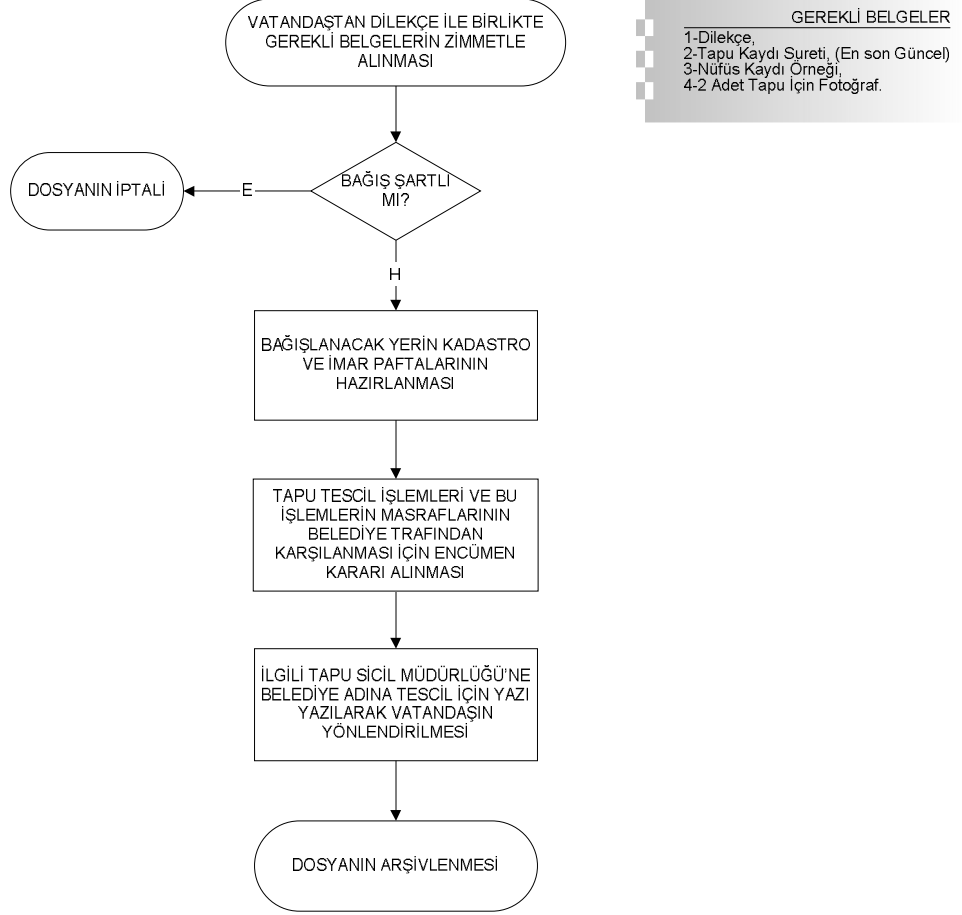 VATANDAŞTAN DİLEKÇE İLE BİRLİKTE
GEREKLİ BELGELERİN ZİMMETLE
ALINMASI
GEREKLİ BELGELER
1-Dilekçe,
2-Tapu Kaydı Sureti, (En son Güncel)
3-Nüfüs Kaydı Örneği,
4-2 Adet Tapu İçin Fotoğraf.
BAĞIŞ ŞARTLI
MI?
E
DOSYANIN İPTALİ
H
BAĞIŞLANACAK YERİN KADASTRO
VE İMAR PAFTALARININ
HAZIRLANMASI
TAPU TESCİL İŞLEMLERİ VE BU
İŞLEMLERİN MASRAFLARININ
BELEDİYE TRAFINDAN
KARŞILANMASI İÇİN ENCÜMEN
KARARI ALINMASI
İLGİLİ TAPU SİCİL MÜDÜRLÜĞÜ'NE
BELEDİYE ADINA TESCİL İÇİN YAZI
YAZILARAK VATANDAŞIN
YÖNLENDİRİLMESİ
DOSYANIN ARŞİVLENMESİ